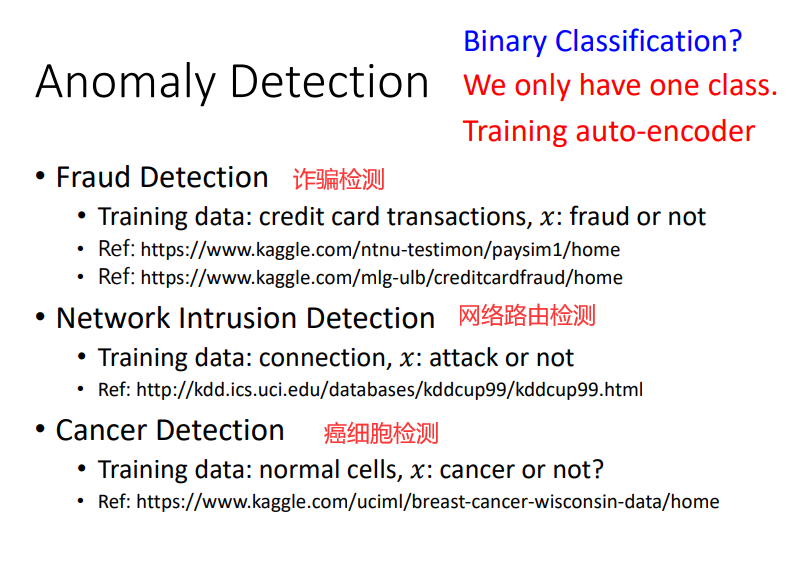 Anomaly Detection
Binary Classification?
We only have one class.
Training auto-encoder
• Fraud Detection 诈骗检测
• Training data: credit card transactions, 𝑥: fraud or not
• Ref: https://www.kaggle.com/ntnu-testimon/paysim1/home
• Ref: https://www.kaggle.com/mlg-ulb/creditcardfraud/home
• Network Intrusion Detection 网络路由检测
• Training data: connection, 𝑥: attack or not
• Ref: http://kdd.ics.uci.edu/databases/kddcup99/kddcup99.html
• Cancer Detection 癌细胞检测
• Training data: normal cells, 𝑥: cancer or not?
• Ref: https://www.kaggle.com/uciml/breast-cancer-wisconsin-data/home